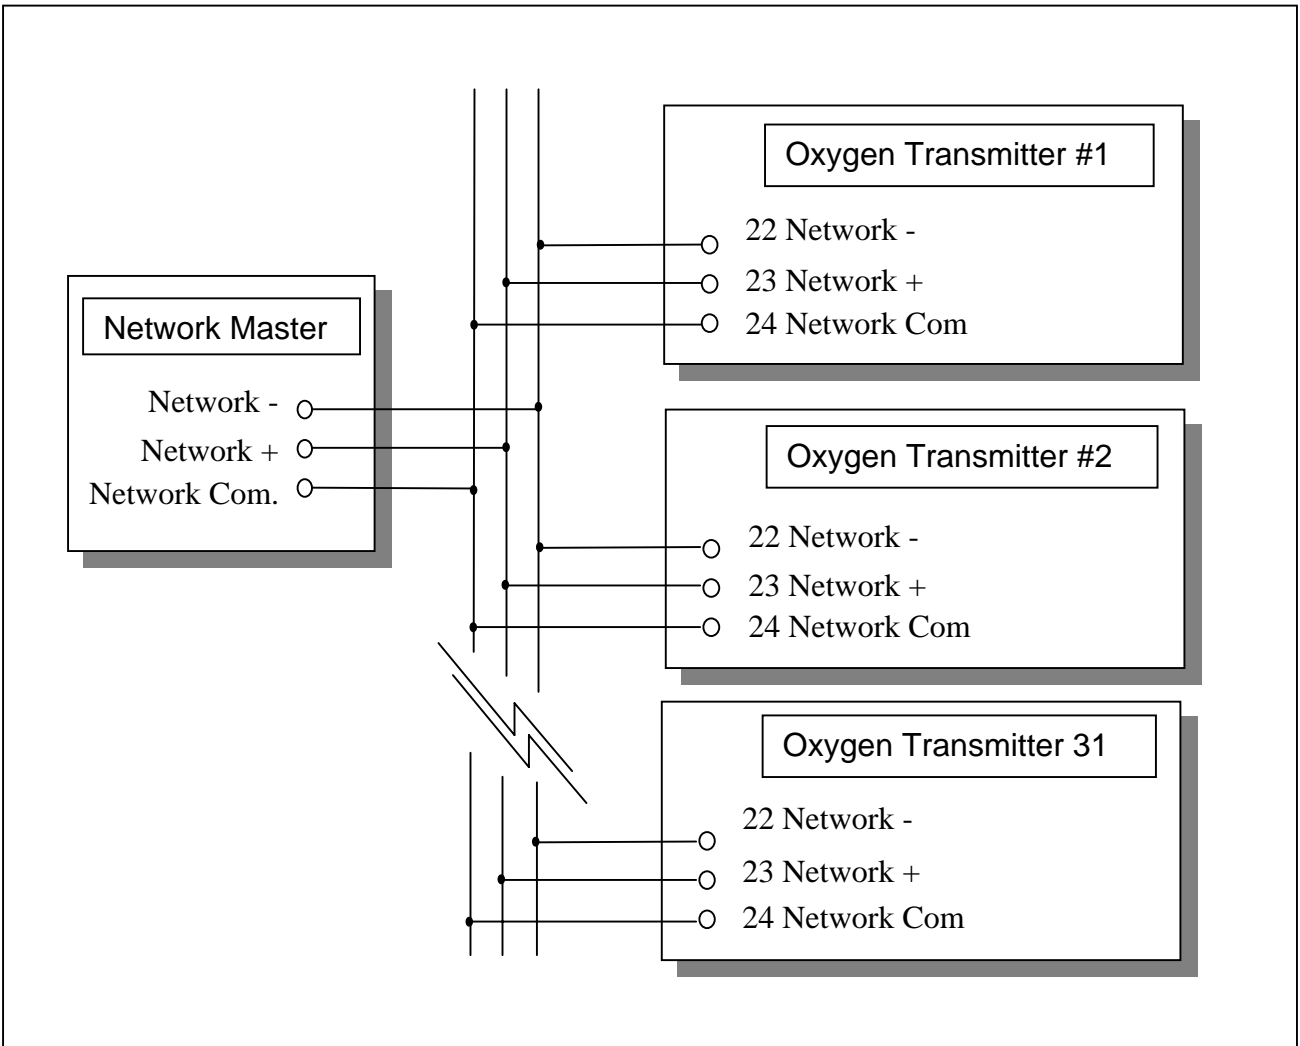 Oxygen Transmitter #1
22 Network -
23 Network +
24 Network Com
Network Master
Network -
Network +
Network Com.
Oxygen Transmitter #2
22 Network -
23 Network +
24 Network Com
Oxygen Transmitter 31
22 Network -
23 Network +
24 Network Com